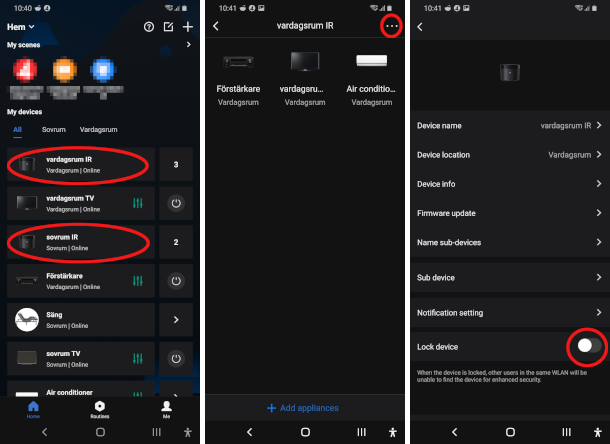 10:40
Hem
My scenes
My devices
All Sovrum Vardagsrum
vardagsrum IR
Vardagsrum | Online
3
vardagsrum TV
Vardagsrum | Online
sovrum IR
Sovrum | Online
2
Förstärkare
Vardagsrum | Online
Säng
Sovrum | Online
sovrum TV
Sovrum | Online
Air conditioner
Home Routines Me
10:41
vardagsrum IR
Förstärkare vardagsru... Air conditio...
Vardagsrum Vardagsrum Vardagsrum
Add appliances
10:41
Device name vardagsrum IR
Device location Vardagsrum
Device info
Firmware update
Name sub-devices
Sub device
Notification setting
Lock device
When the device is locked, other users in the same WLAN will be
unable to find the device for enhanced security.